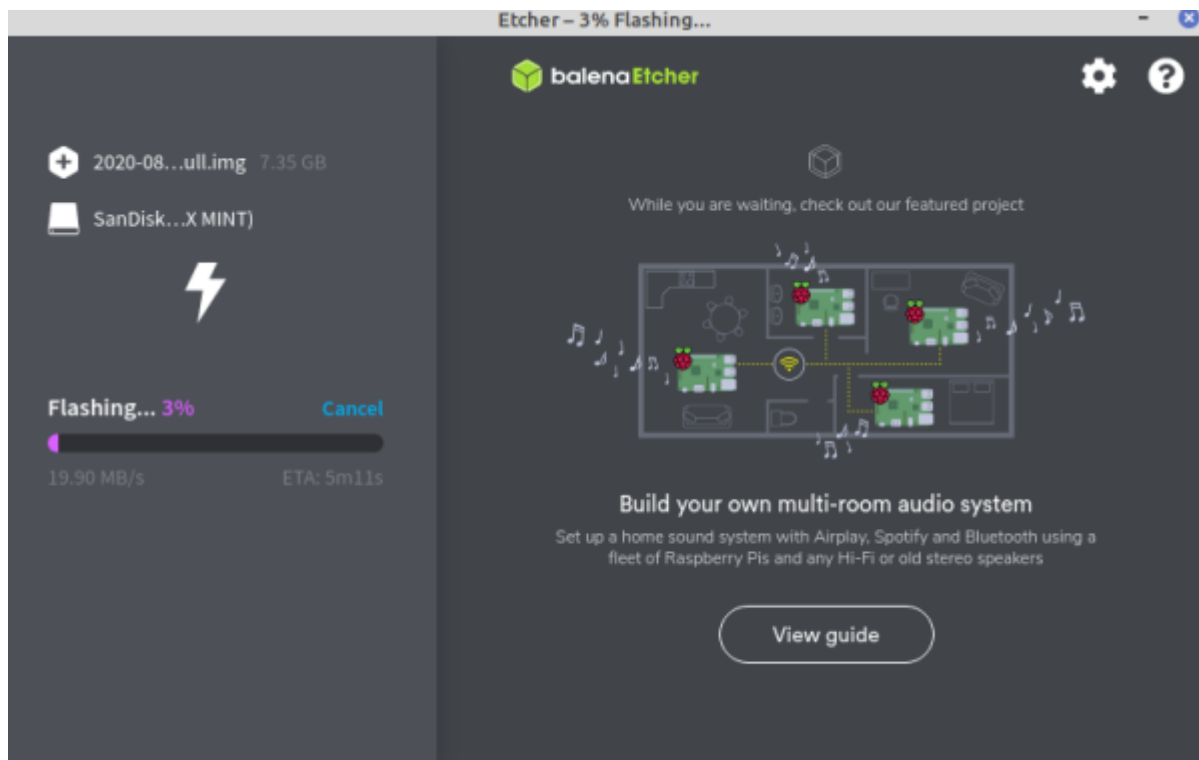 Etcher – 3% Flashing...
balenaEtcher
2020-08...ull.img 7.35 GB
SanDisk...X MINT)
Flashing... 3% Cancel
19.90 MB/s ETA: 5m11s
While you are waiting, check out our featured project
Build your own multi-room audio system
Set up a home sound system with Airplay, Spotify and Bluetooth using a
fleet of Raspberry Pis and any Hi-Fi or old stereo speakers
View guide